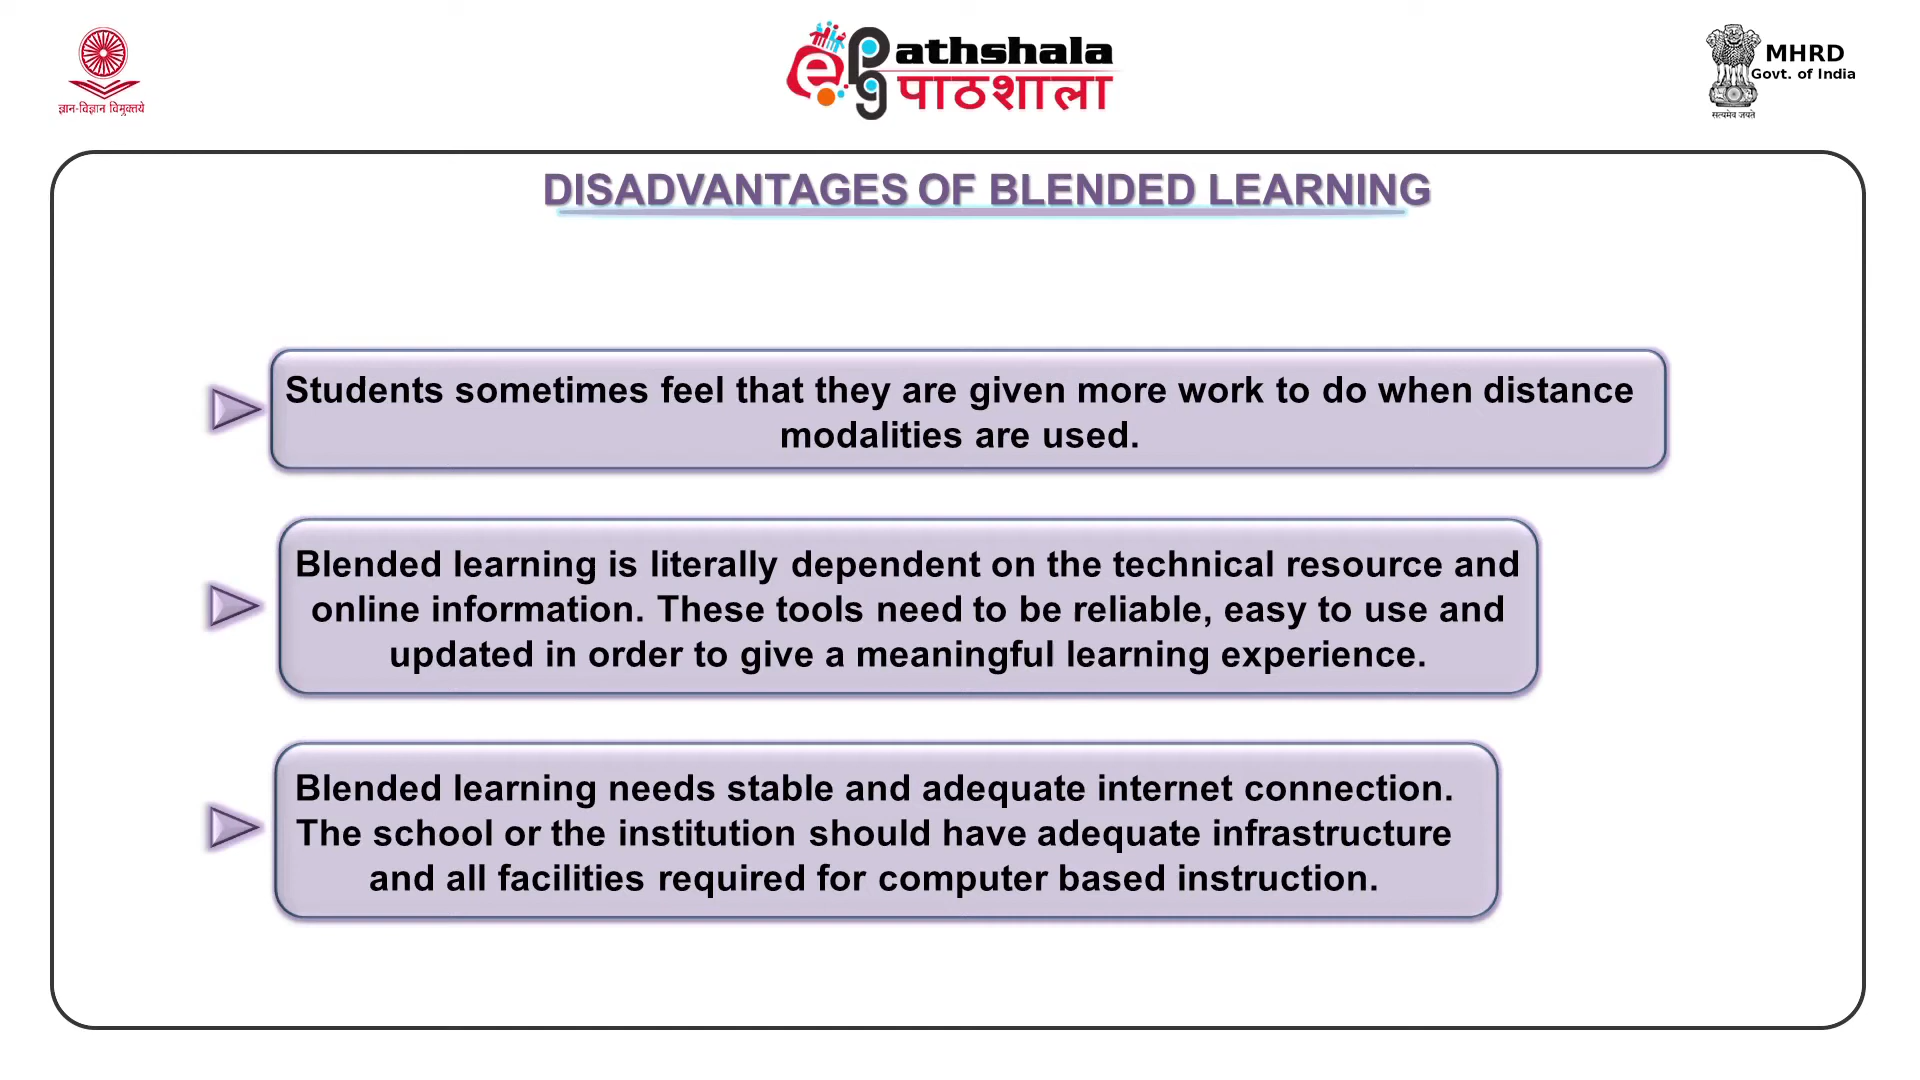 ज्ञान-विज्ञान विमुक्तये
athshala
पाठशाला
MHRD
Govt. of India
सत्यमेव जयते
DISADVANTAGES OF BLENDED LEARNING
Students sometimes feel that they are given more work to do when distance
modalities are used.
Blended learning is literally dependent on the technical resource and
online information. These tools need to be reliable, easy to use and
updated in order to give a meaningful learning experience.
Blended learning needs stable and adequate internet connection.
The school or the institution should have adequate infrastructure
and all facilities required for computer based instruction.